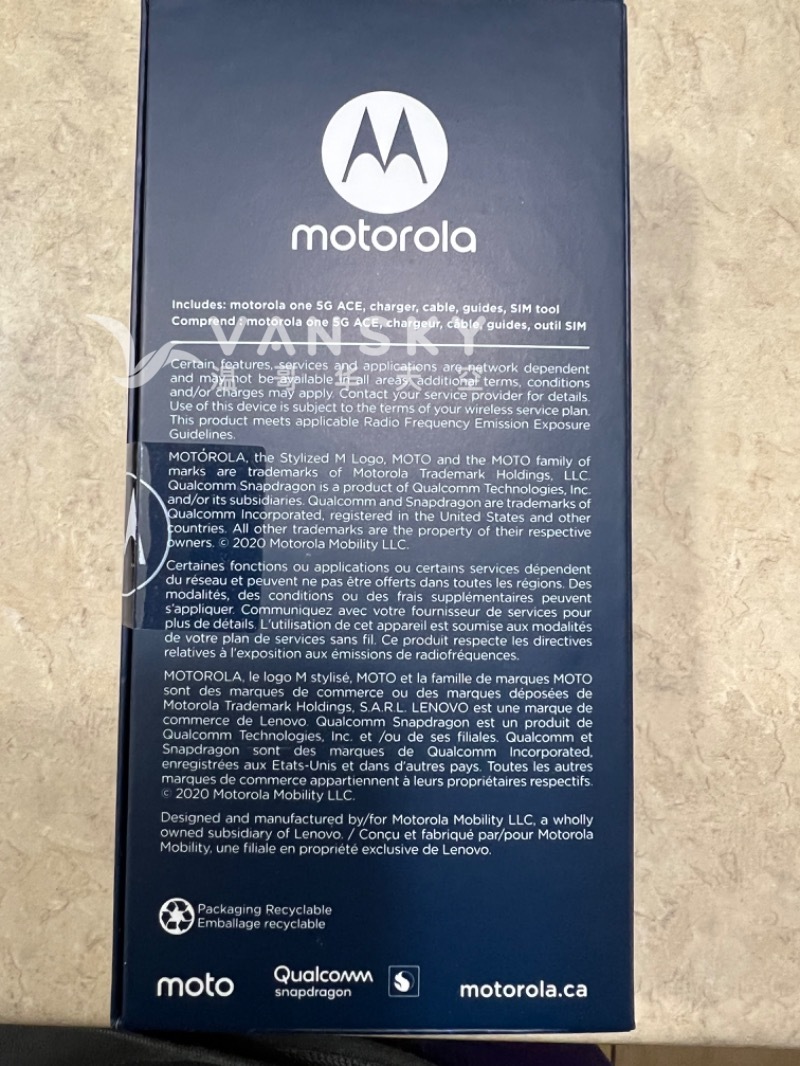 motorola
Includes: motorola one 5G ACE, charger, cable, guides, SIM tool
Comprend : motorola one 5G ACE, chargeur, câble, guides, outil SIM
VANSKY
温哥华天空
Certain features, services and applications are network dependent
and may not be available in all areas; additional terms, conditions
and/or charges may apply. Contact your service provider for details.
Use of this device is subject to the terms of your wireless service plan.
This product meets applicable Radio Frequency Emission Exposure
Guidelines.
MOTOROLA, the Stylized M Logo, MOTO and the MOTO family of
marks are trademarks of Motorola Trademark Holdings, LLC.
Qualcomm Snapdragon is a product of Qualcomm Technologies, Inc.
and/or its subsidiaries. Qualcomm and Snapdragon are trademarks of
Qualcomm Incorporated, registered in the United States and other
countries. All other trademarks are the property of their respective
owners. © 2020 Motorola Mobility LLC.
Certaines fonctions ou applications ou certains services dépendent
du réseau et peuvent ne pas être offerts dans toutes les régions. Des
modalités, des conditions ou des frais supplémentaires peuvent
s'appliquer. Communiquez avec votre fournisseur de services pour
plus de détails. L'utilisation de cet appareil est soumise aux modalités
de votre plan de services sans fil. Ce produit respecte les directives
relatives à l'exposition aux émissions de radiofréquences.
MOTOROLA, le logo M stylisé, MOTO et la famille de marques MOTO
sont des marques de commerce ou des marques déposées de
Motorola Trademark Holdings, S.A.R.L. LENOVO est une marque de
commerce de Lenovo. Qualcomm Snapdragon est un produit de
Qualcomm Technologies, Inc. et /ou de ses filiales. Qualcomm et
Snapdragon sont des marques de Qualcomm Incorporated,
enregistrées aux Etats-Unis et dans d'autres pays. Toutes les autres
marques de commerce appartiennent à leurs propriétaires respectifs.
© 2020 Motorola Mobility LLC.
Designed and manufactured by/for Motorola Mobility LLC, a wholly
owned subsidiary of Lenovo. / Conçu et fabriqué par/pour Motorola
Mobility, une filiale en propriété exclusive de Lenovo.
Packaging Recyclable
Emballage recyclable
moto
Qualcomm
snapdragon
motorola.ca